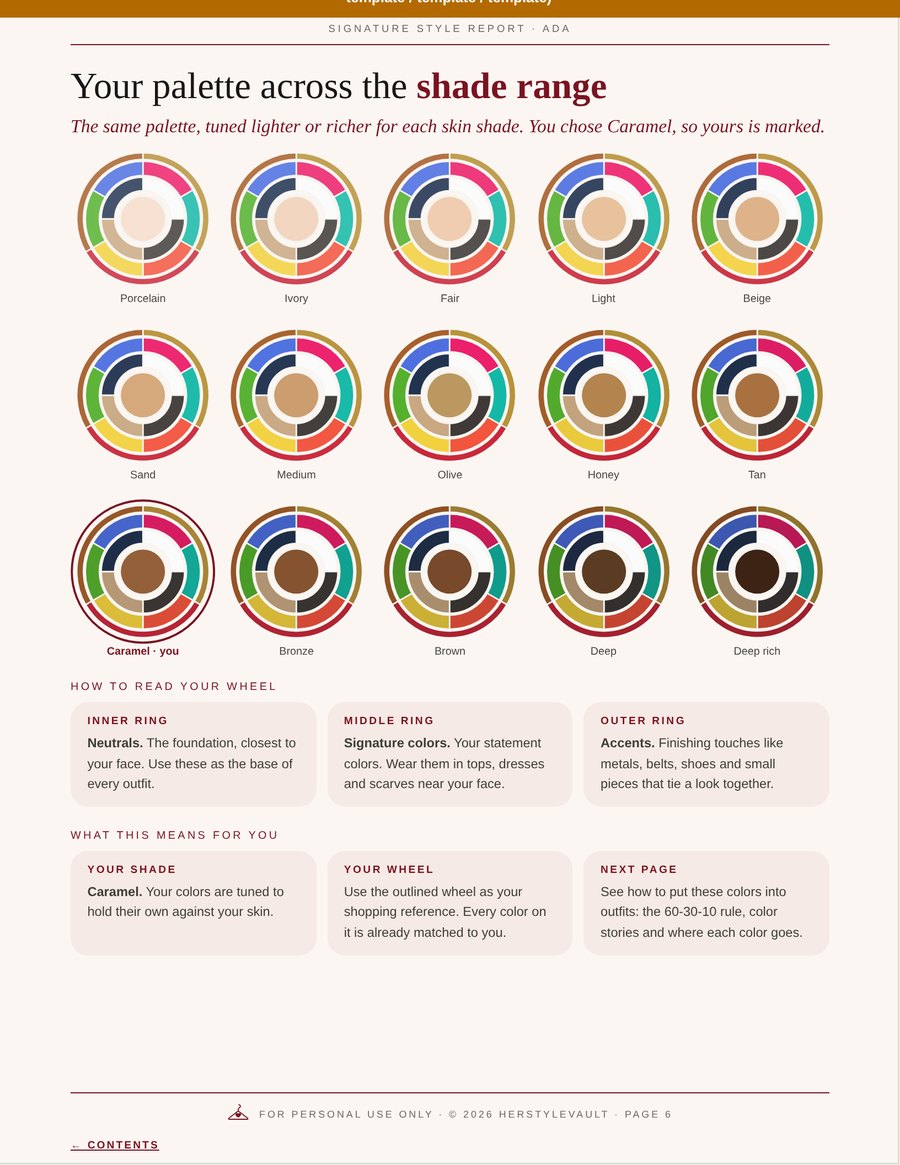 template / template / template)
SIGNATURE STYLE REPORT · ADA
Your palette across the shade range
The same palette, tuned lighter or richer for each skin shade. You chose Caramel, so yours is marked.
Porcelain
Ivory
Fair
Light
Beige
Sand
Medium
Olive
Honey
Tan
Caramel · you
Bronze
Brown
Deep
Deep rich
HOW TO READ YOUR WHEEL
INNER RING
Neutrals. The foundation, closest to
your face. Use these as the base of
every outfit.
MIDDLE RING
Signature colors. Your statement
colors. Wear them in tops, dresses
and scarves near your face.
OUTER RING
Accents. Finishing touches like
metals, belts, shoes and small
pieces that tie a look together.
WHAT THIS MEANS FOR YOU
YOUR SHADE
Caramel. Your colors are tuned to
hold their own against your skin.
YOUR WHEEL
Use the outlined wheel as your
shopping reference. Every color on
it is already matched to you.
NEXT PAGE
See how to put these colors into
outfits: the 60-30-10 rule, color
stories and where each color goes.
FOR PERSONAL USE ONLY · © 2026 HERSTYLEVAULT · PAGE 6
← CONTENTS